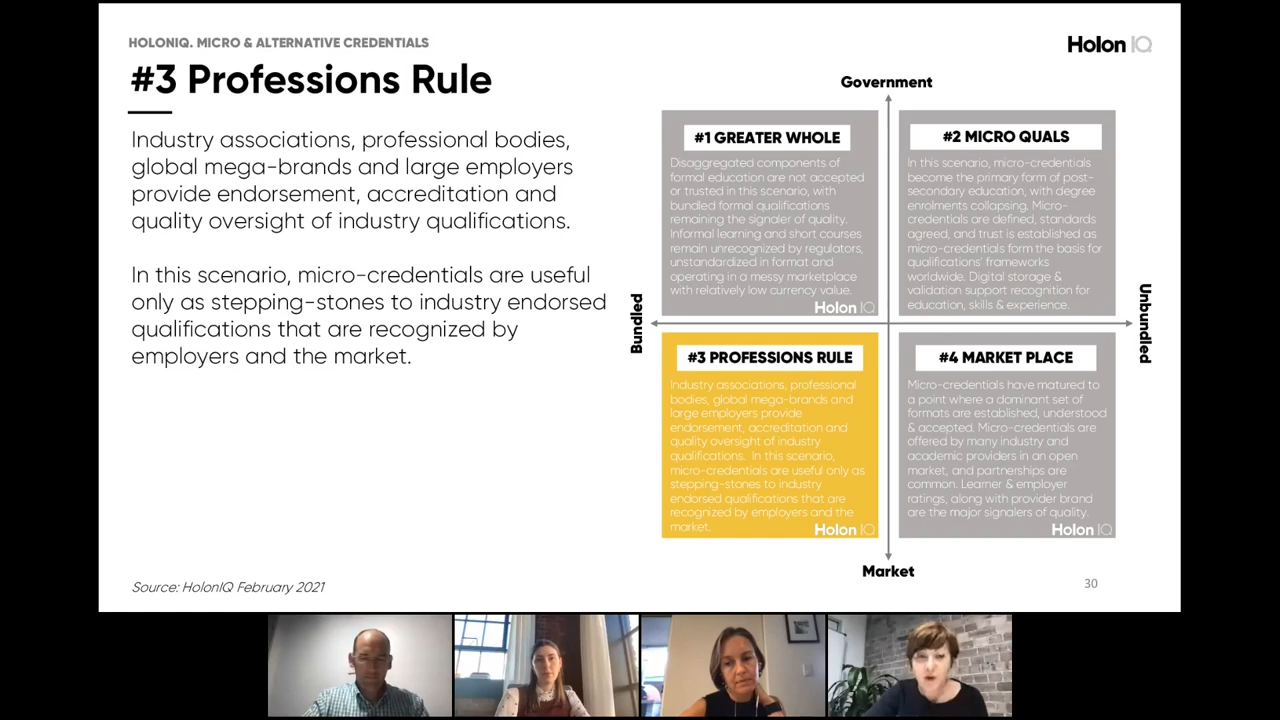 HOLONIQ. MICRO & ALTERNATIVE CREDENTIALS
Holon IQ
#3 Professions Rule
Industry associations, professional bodies,
global mega-brands and large employers
provide endorsement, accreditation and
quality oversight of industry qualifications.
In this scenario, micro-credentials are useful
only as stepping-stones to industry endorsed
qualifications that are recognized by
employers and the market.
Government
Bundled
Unbundled
Market
#1 GREATER WHOLE
Disaggregated components of
formal education are not accepted
or trusted in this scenario, with
bundled formal qualifications
remaining the signaler of quality.
Informal learning and short courses
remain unrecognized by regulators,
unstandardized in format and
operating in a messy marketplace
with relatively low currency value.
Holon IQ
#2 MICRO QUALS
In this scenario, micro-credentials
become the primary form of post-
secondary education, with degree
enrolments collapsing. Micro-
credentials are defined, standards
agreed, and trust is established as
micro-credentials form the basis for
qualifications' frameworks
worldwide. Digital storage &
validation support recognition for
education, skills & experience.
#3 PROFESSIONS RULE
Industry associations, professional
bodies, global mega-brands and
large employers provide
endorsement, accreditation and
quality oversight of industry
qualifications. In this scenario,
micro-credentials are useful only as
stepping-stones to industry
endorsed qualifications that are
recognized by employers and the
market.
Holon IQ
#4 MARKET PLACE
Micro-credentials have matured to
a point where a dominant set of
formats are established, understood
& accepted. Micro-credentials are
offered by many industry and
academic providers in an open
market, and partnerships are
common. Learner & employer
ratings, along with provider brand
are the major signalers of quality.
Holon IQ
Source: HolonIQ February 2021
30